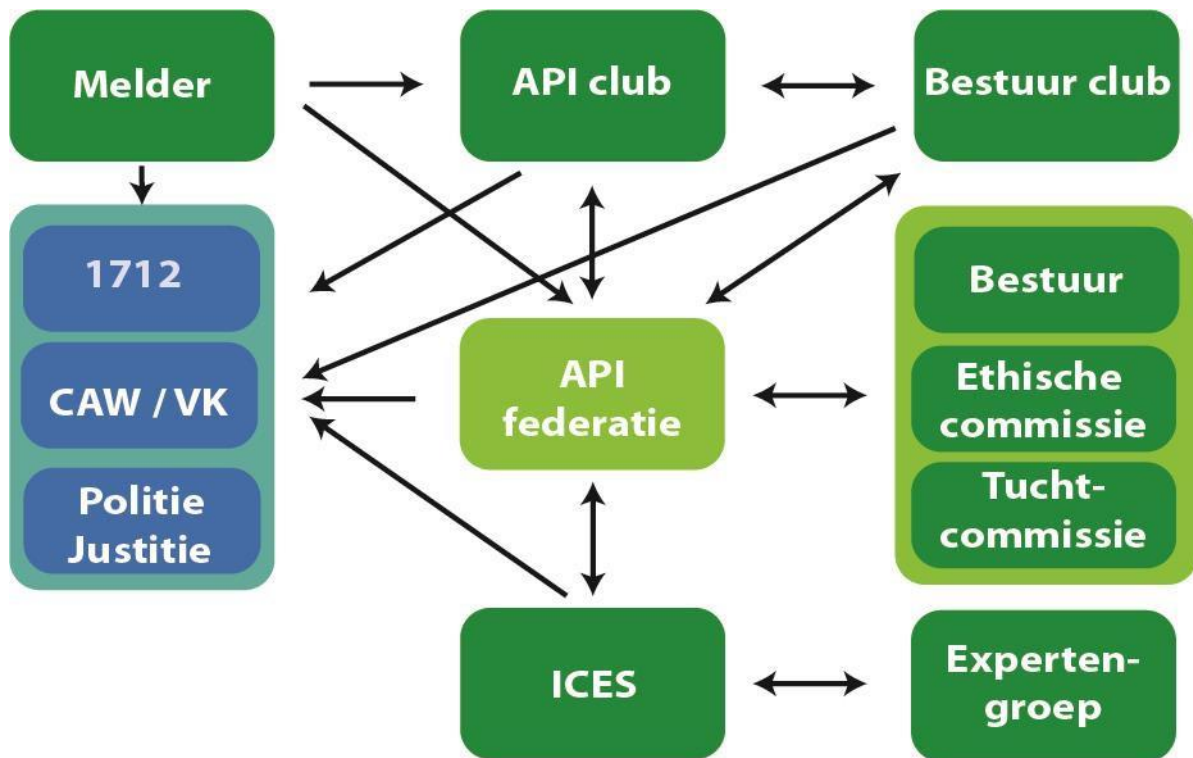 Melder
API club
Bestuur club
1712
CAW / VK
Politie
Justitie
API
federatie
Bestuur
Ethische
commissie
Tucht-
commissie
ICES
Experten-
groep